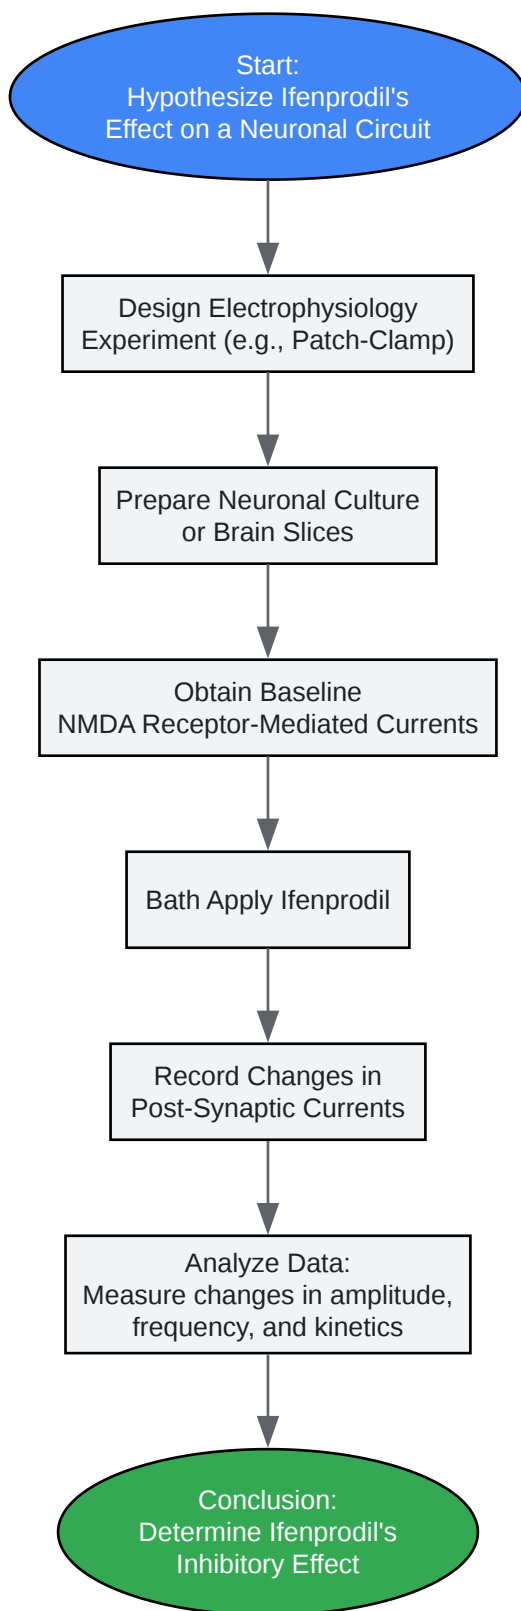 Start:
Hypothesize Ifenprodil's
Effect on a Neuronal Circuit
Design Electrophysiology
Experiment (e.g., Patch-Clamp)
Prepare Neuronal Culture
or Brain Slices
Obtain Baseline
NMDA Receptor-Mediated Currents
Bath Apply Ifenprodil
Record Changes in
Post-Synaptic Currents
Analyze Data:
Measure changes in amplitude,
frequency, and kinetics
Conclusion:
Determine Ifenprodil's
Inhibitory Effect